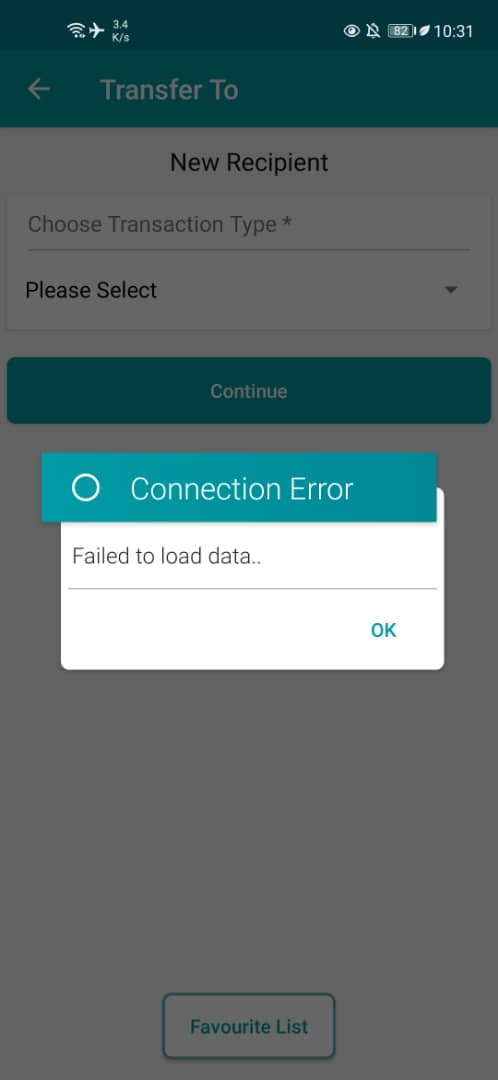 3.4
K/s
82
10:31
Transfer To
New Recipient
Choose Transaction Type *
Please Select
Continue
Connection Error
Failed to load data..
OK
Favourite List